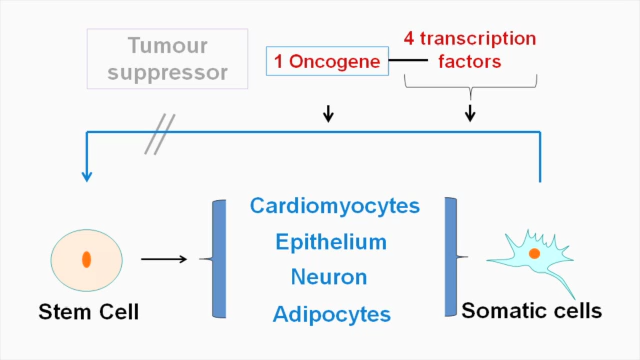 Tumour
suppressor
1 Oncogene
4 transcription
factors
Cardiomyocytes
Epithelium
Neuron
Adipocytes
Stem Cell
Somatic cells